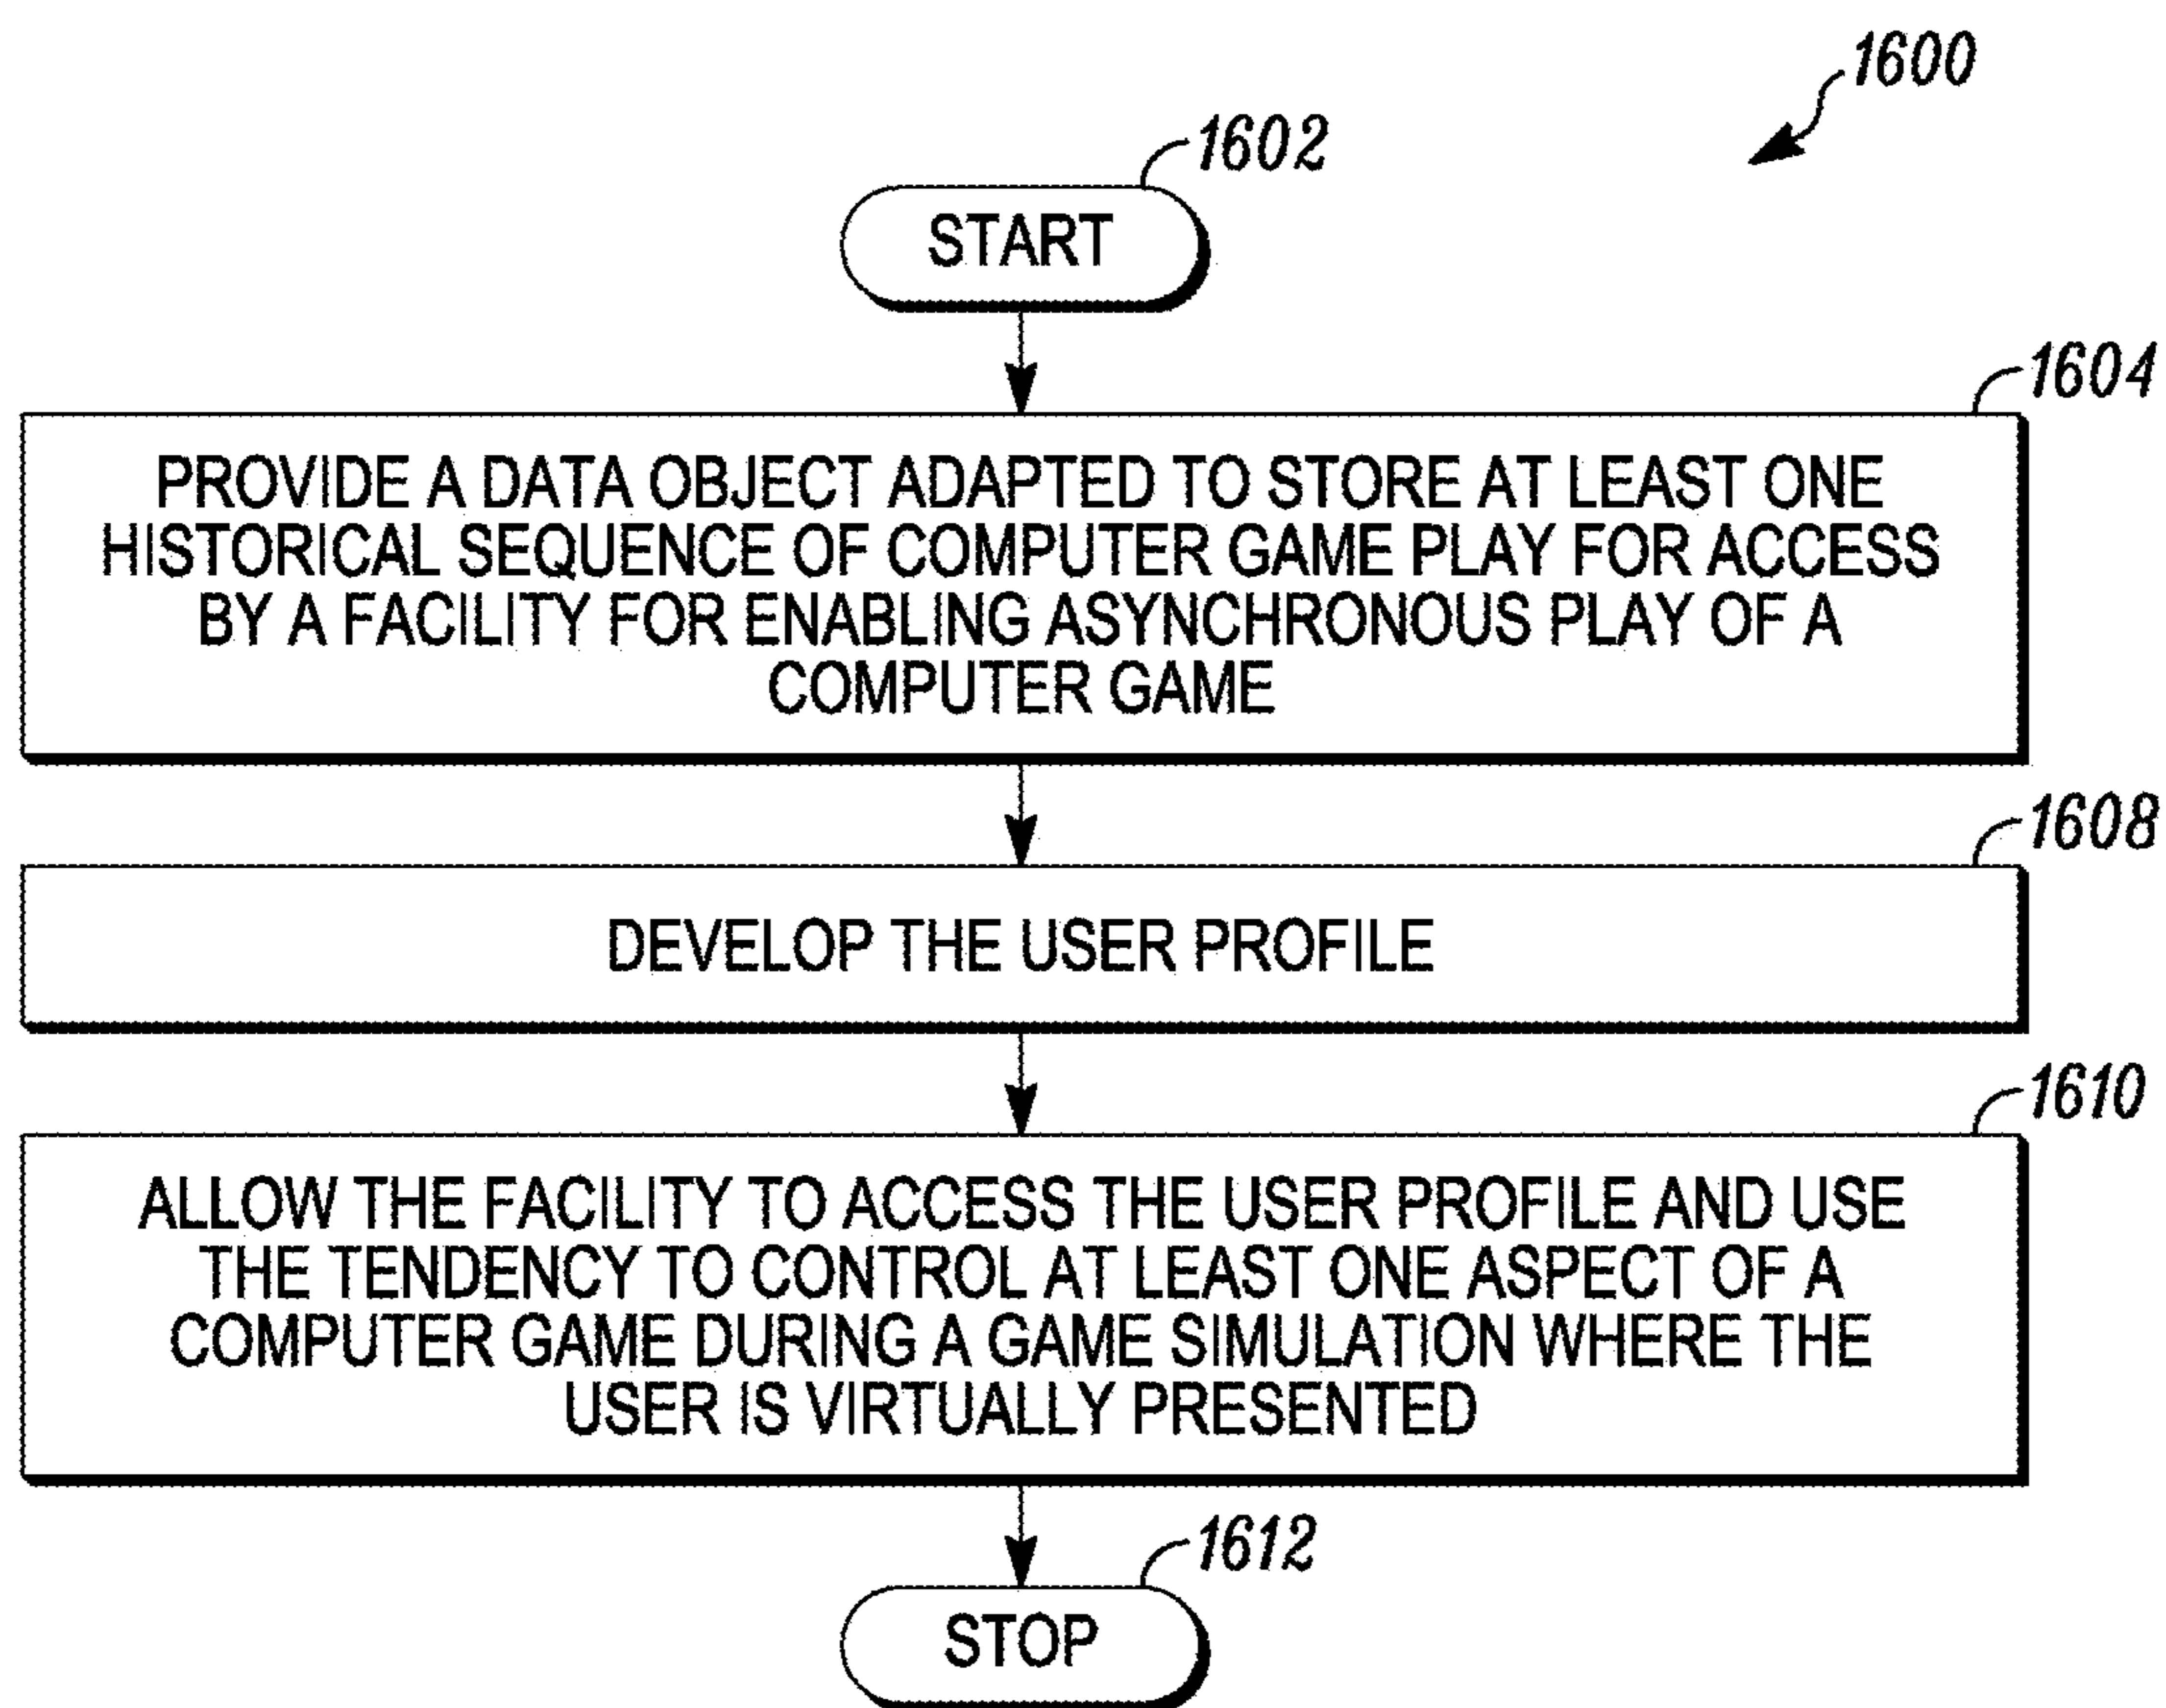 1600
1602
START
1604
PROVIDE A DATA OBJECT ADAPTED TO STORE AT LEAST ONE
HISTORICAL SEQUENCE OF COMPUTER GAME PLAY FOR ACCESS
BY A FACILITY FOR ENABLING ASYNCHRONOUS PLAY OF A
COMPUTER GAME
1608
DEVELOP THE USER PROFILE
1610
ALLOW THE FACILITY TO ACCESS THE USER PROFILE AND USE
THE TENDENCY TO CONTROL AT LEAST ONE ASPECT OF A
COMPUTER GAME DURING A GAME SIMULATION WHERE THE
USER IS VIRTUALLY PRESENTED
1612
STOP